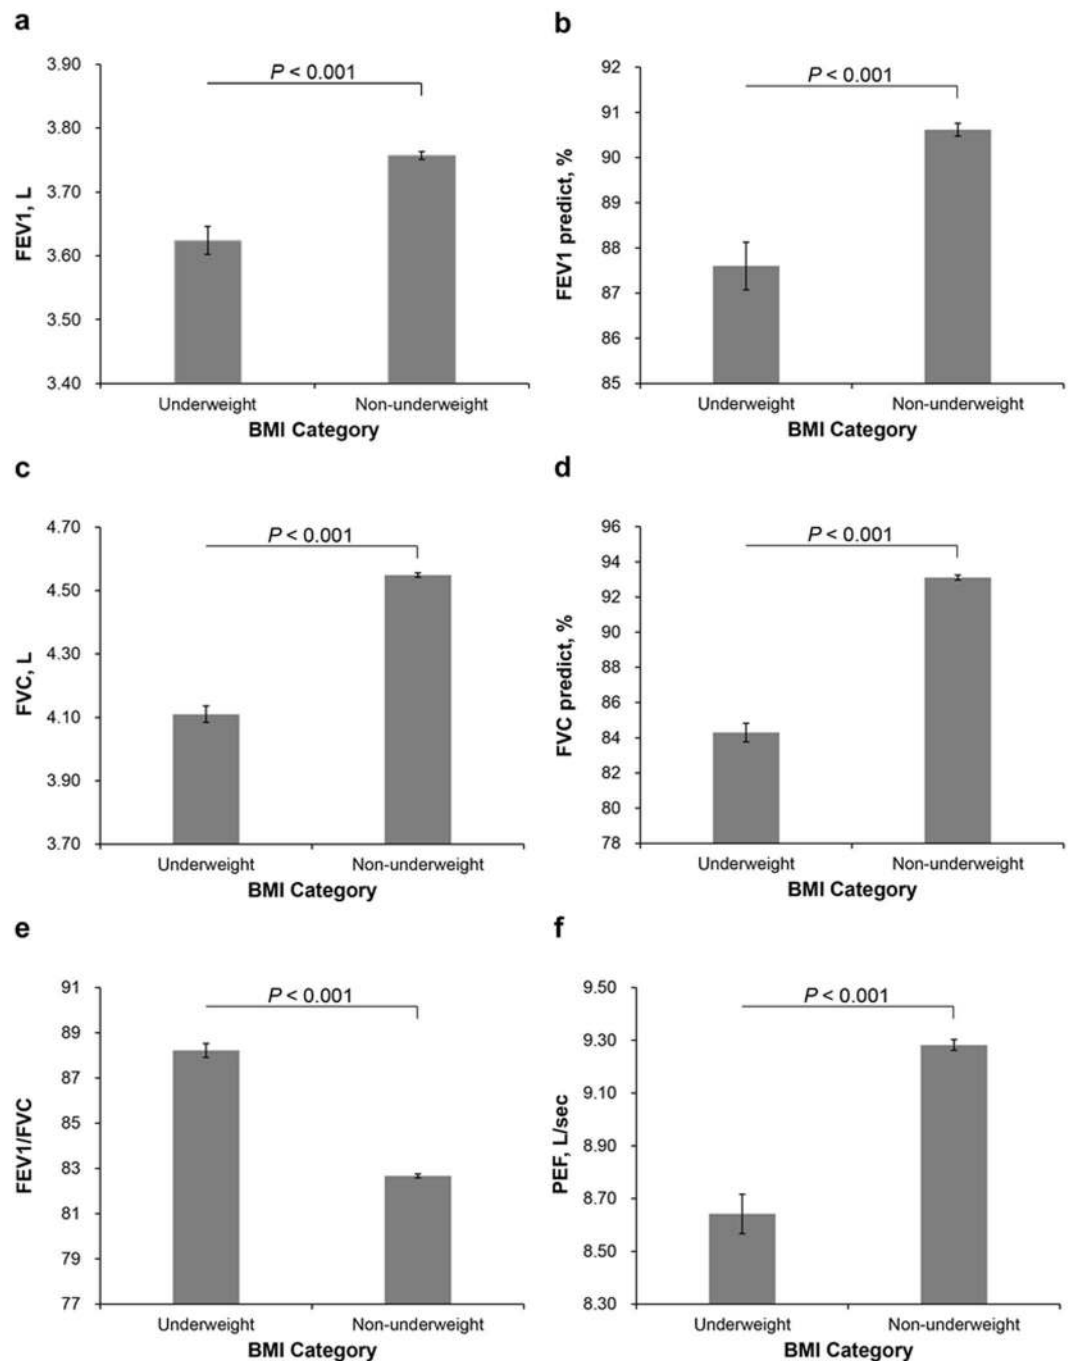 a
P < 0.001
FEV1, L
3.90
3.80
3.70
3.60
3.50
3.40
Underweight
Non-underweight
BMI Category
b
P < 0.001
FEV1 predict, %
92
91
90
89
88
87
86
85
Underweight
Non-underweight
BMI Category
c
P < 0.001
FVC, L
4.70
4.50
4.30
4.10
3.90
3.70
Underweight
Non-underweight
BMI Category
d
P < 0.001
FVC predict, %
96
94
92
90
88
86
84
82
80
78
Underweight
Non-underweight
BMI Category
e
P < 0.001
FEV1/FVC
91
89
87
85
83
81
79
77
Underweight
Non-underweight
BMI Category
f
P < 0.001
PEF, L/sec
9.50
9.30
9.10
8.90
8.70
8.50
8.30
Underweight
Non-underweight
BMI Category